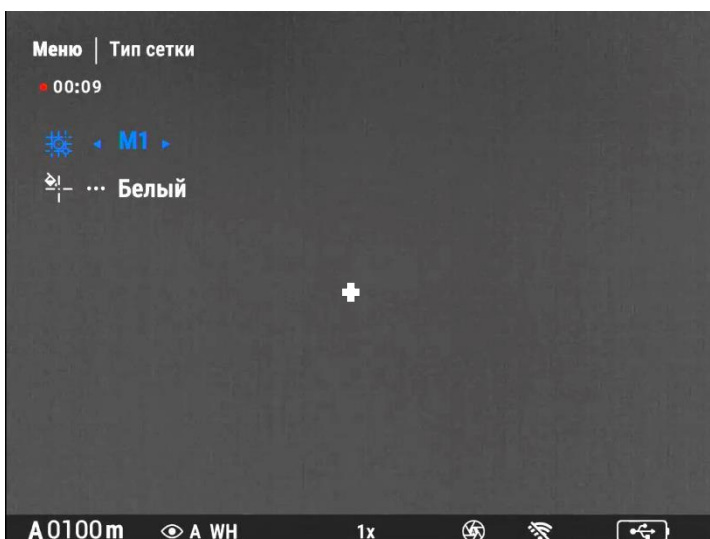 Меню | Тип сетки
00:09
M1
... Белый
A0100m A WH 1x